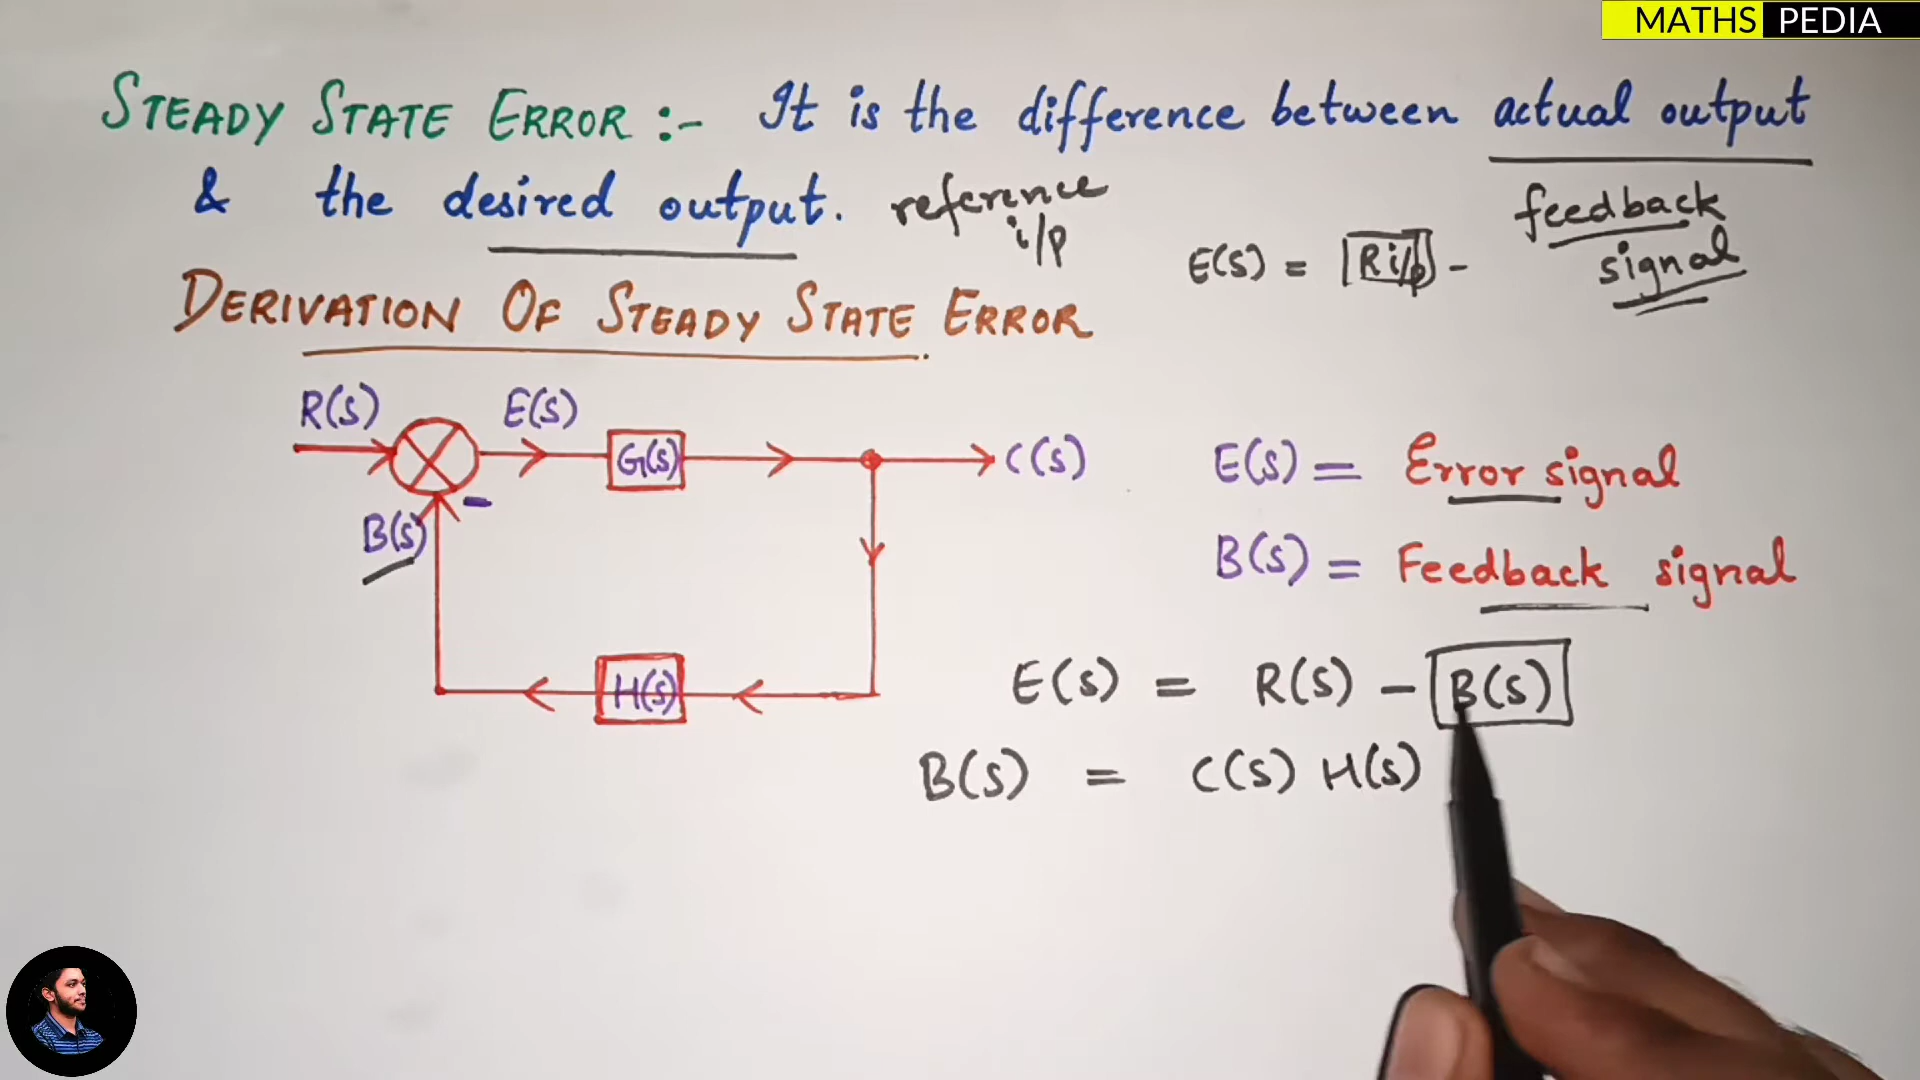 MATHS PEDIA
STEADY STATE ERROR :- It is the difference between actual output
& the desired output. reference i/p
feedback signal
E(S) = R i/p -
DERIVATION OF STEADY STATE ERROR
R(S) E(S) G(S) C(S)
B(S) -
H(S)
E(S) = Error signal
B(S) = Feedback signal
E(S) = R(S) - B(S)
B(S) = C(S) H(S)